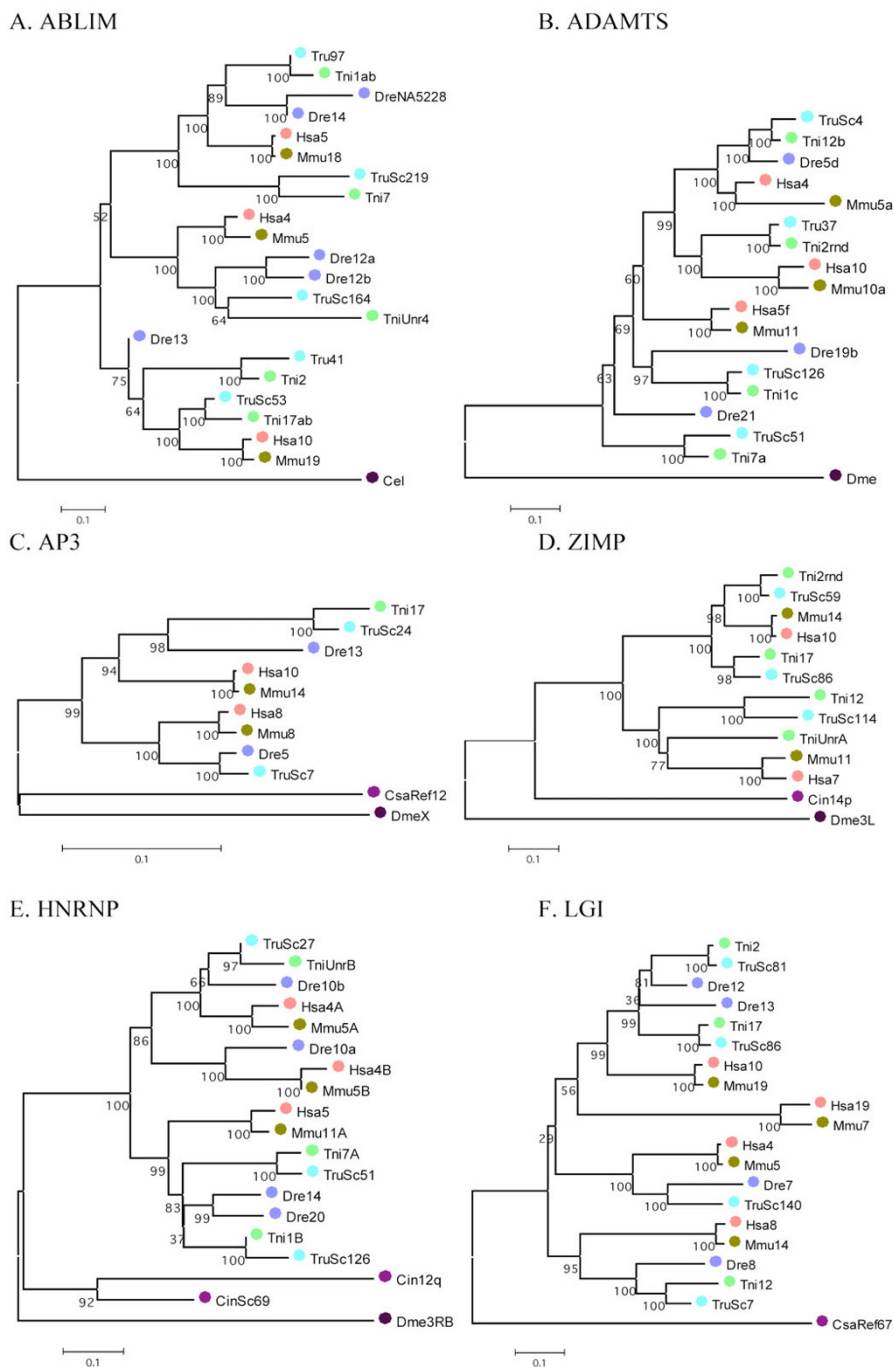 A. ABLIM
Tru97
Tni1ab
100
DreNA5228
89
Dre14
100
Hsa5
100
Mmu18
100
TruSc219
Tni7
100
52
Hsa4
Mmu5
100
Dre12a
Dre12b
100
100
TruSc164
100
TniUnr4
64
Dre13
Tru41
75
Tni2
100
TruSc53
64
Tni17ab
Hsa10
100
Mmu19
100
Cel
0.1
B. ADAMTS
TruSc4
Tni12b
100
Dre5d
100
Hsa4
100
Mmu5a
99
Tru37
Tni2rnd
100
Hsa10
100
Mmu10a
100
60
Hsa5f
Mmu11
100
69
Dre19b
TruSc126
97
Tni1c
100
63
Dre21
TruSc51
Tni7a
100
Dme
0.1
C. AP3
Tni17
TruSc24
100
Dre13
98
Hsa10
94
Mmu14
100
99
Hsa8
Mmu8
100
Dre5
100
TruSc7
100
CsaRef12
DmeX
0.1
D. ZIMP
Tni2rnd
TruSc59
100
98
Mmu14
Hsa10
100
100
Tni17
TruSc86
98
100
Tni12
TruSc114
100
TniUnrA
100
Mmu11
77
Hsa7
100
Cin14p
Dme3L
0.1
E. HNRNP
TruSc27
TniUnrB
97
66
Dre10b
Hsa4A
100
Mmu5A
100
86
Dre10a
Hsa4B
100
Mmu5B
100
100
Hsa5
Mmu11A
100
99
Tni7A
TruSc51
100
Dre14
83
Dre20
99
Tni1B
37
TruSc126
100
Cin12q
CinSc69
92
Dme3RB
0.1
F. LGI
Tni2
TruSc81
100
81
Dre12
36
Dre13
99
Tni17
TruSc86
100
99
Hsa10
Mmu19
100
56
Hsa19
Mmu7
100
29
Hsa4
Mmu5
100
Dre7
100
TruSc140
100
Hsa8
Mmu14
100
95
Dre8
Tni12
100
TruSc7
100
CsaRef67
0.1